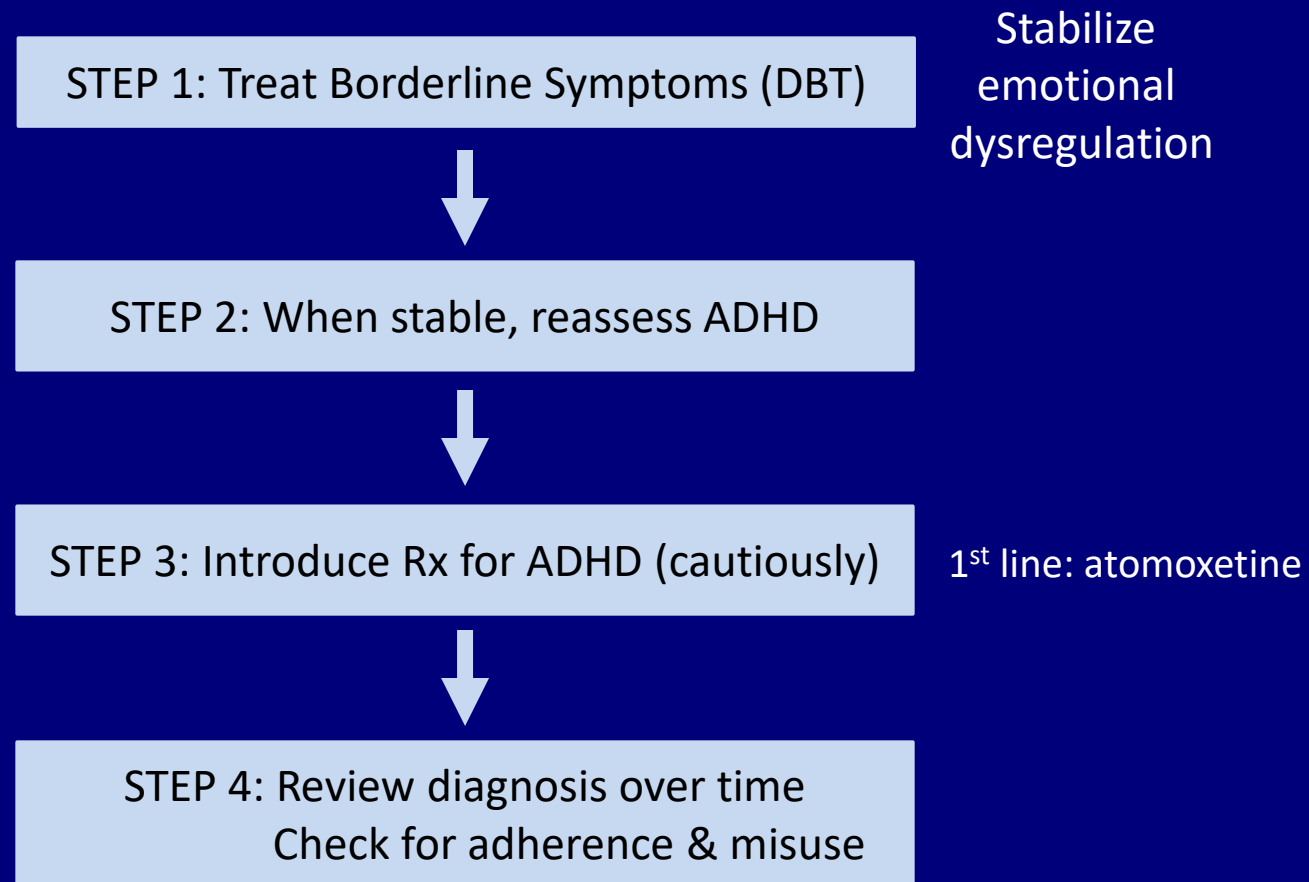 STEP 1: Treat Borderline Symptoms (DBT)
Stabilize
emotional
dysregulation
STEP 2: When stable, reassess ADHD
STEP 3: Introduce Rx for ADHD (cautiously)
1st line: atomoxetine
STEP 4: Review diagnosis over time
Check for adherence & misuse